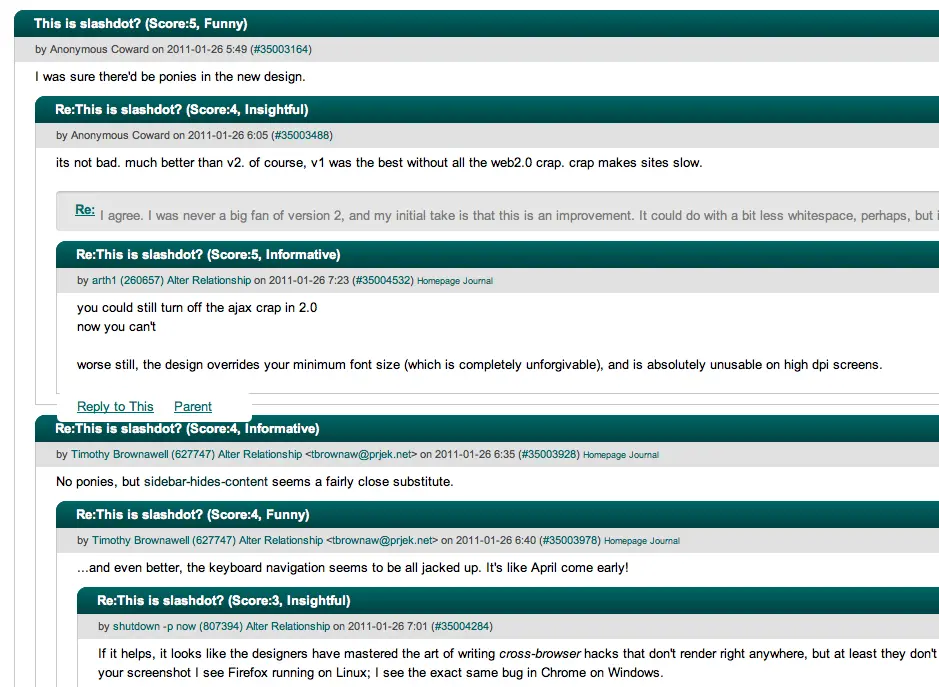 This is slashdot? (Score:5, Funny)
by Anonymous Coward on 2011-01-26 5:49 (#35003164)
I was sure there'd be ponies in the new design.
Re:This is slashdot? (Score:4, Insightful)
by Anonymous Coward on 2011-01-26 6:05 (#35003488)
its not bad. much better than v2. of course, v1 was the best without all the web2.0 crap. crap makes sites slow.
Re: I agree. I was never a big fan of version 2, and my initial take is that this is an improvement. It could do with a bit less whitespace, perhaps, but
Re:This is slashdot? (Score:5, Informative)
by arth1 (260657) Alter Relationship on 2011-01-26 7:23 (#35004532) Homepage Journal
you could still turn off the ajax crap in 2.0
now you can't
worse still, the design overrides your minimum font size (which is completely unforgivable), and is absolutely unusable on high dpi screens.
Reply to This Parent
Re:This is slashdot? (Score:4, Informative)
by Timothy Brownawell (627747) Alter Relationship <tbrownaw@prjek.net> on 2011-01-26 6:35 (#35003928) Homepage Journal
No ponies, but sidebar-hides-content seems a fairly close substitute.
Re:This is slashdot? (Score:4, Funny)
by Timothy Brownawell (627747) Alter Relationship <tbrownaw@prjek.net> on 2011-01-26 6:40 (#35003978) Homepage Journal
...and even better, the keyboard navigation seems to be all jacked up. It's like April come early!
Re:This is slashdot? (Score:3, Insightful)
by shutdown -p now (807394) Alter Relationship on 2011-01-26 7:01 (#35004284)
If it helps, it looks like the designers have mastered the art of writing cross-browser hacks that don't render right anywhere, but at least they don't
your screenshot I see Firefox running on Linux; I see the exact same bug in Chrome on Windows.